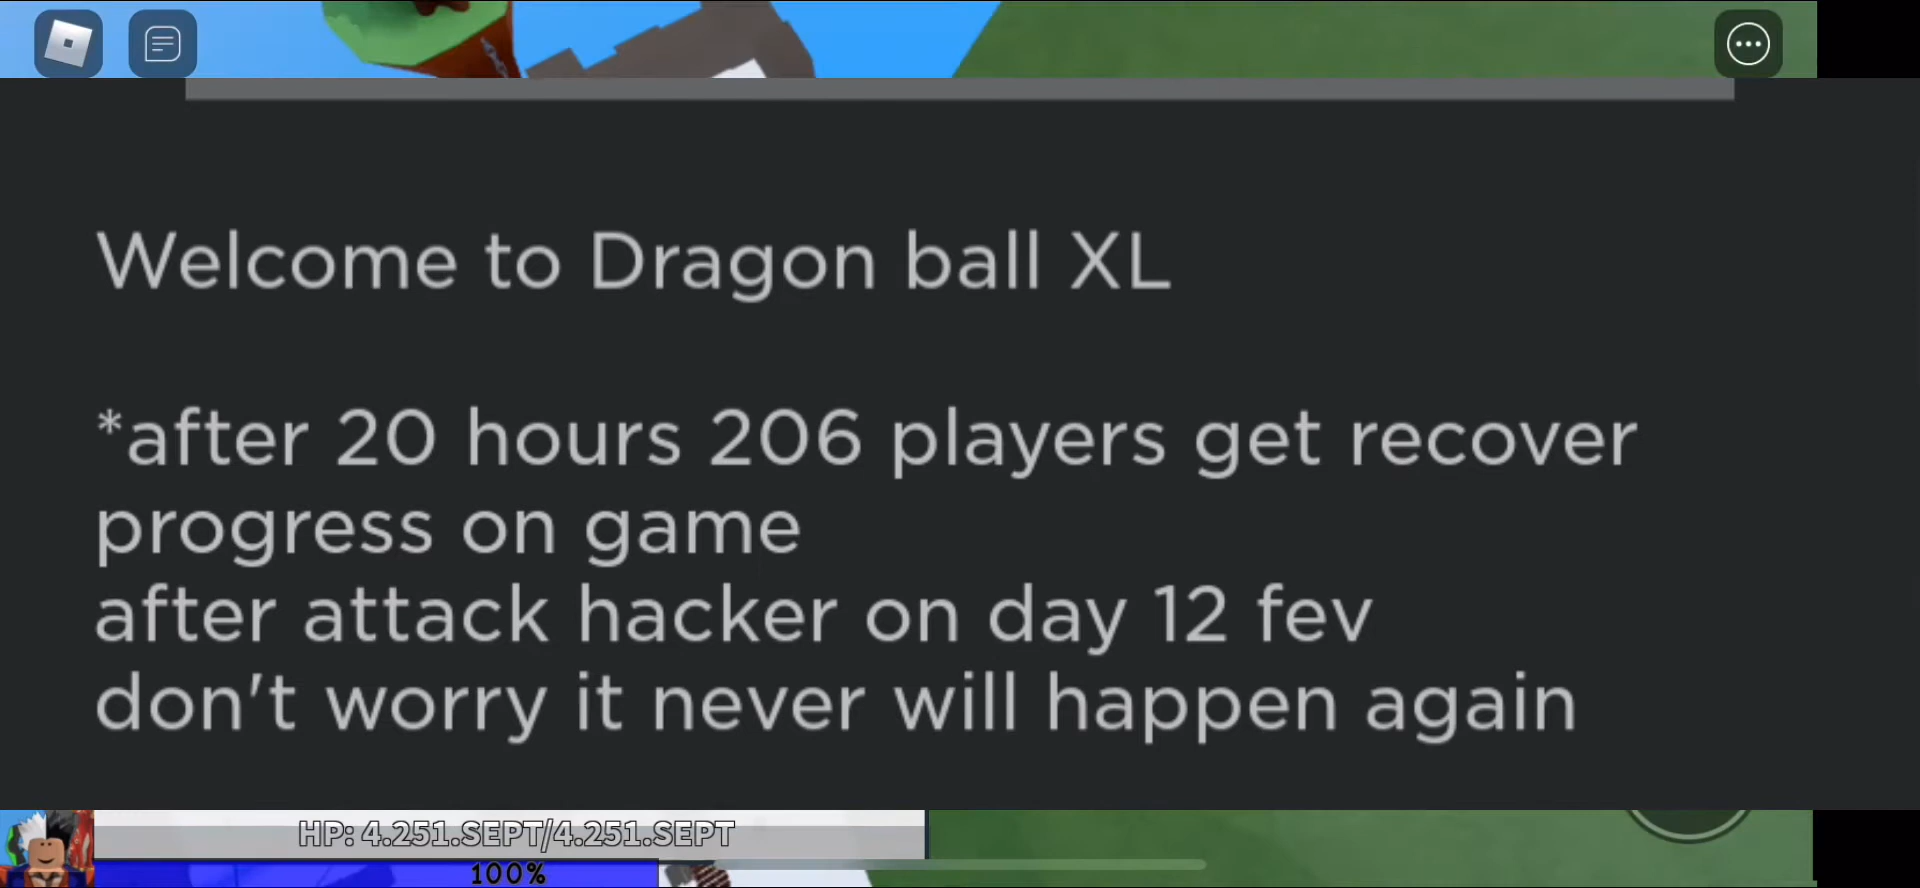 Welcome to Dragon ball XL
*after 20 hours 206 players get recover
progress on game
after attack hacker on day 12 fev
don't worry it never will happen again
HP: 4.251.SEPT/4.251.SEPT
100%